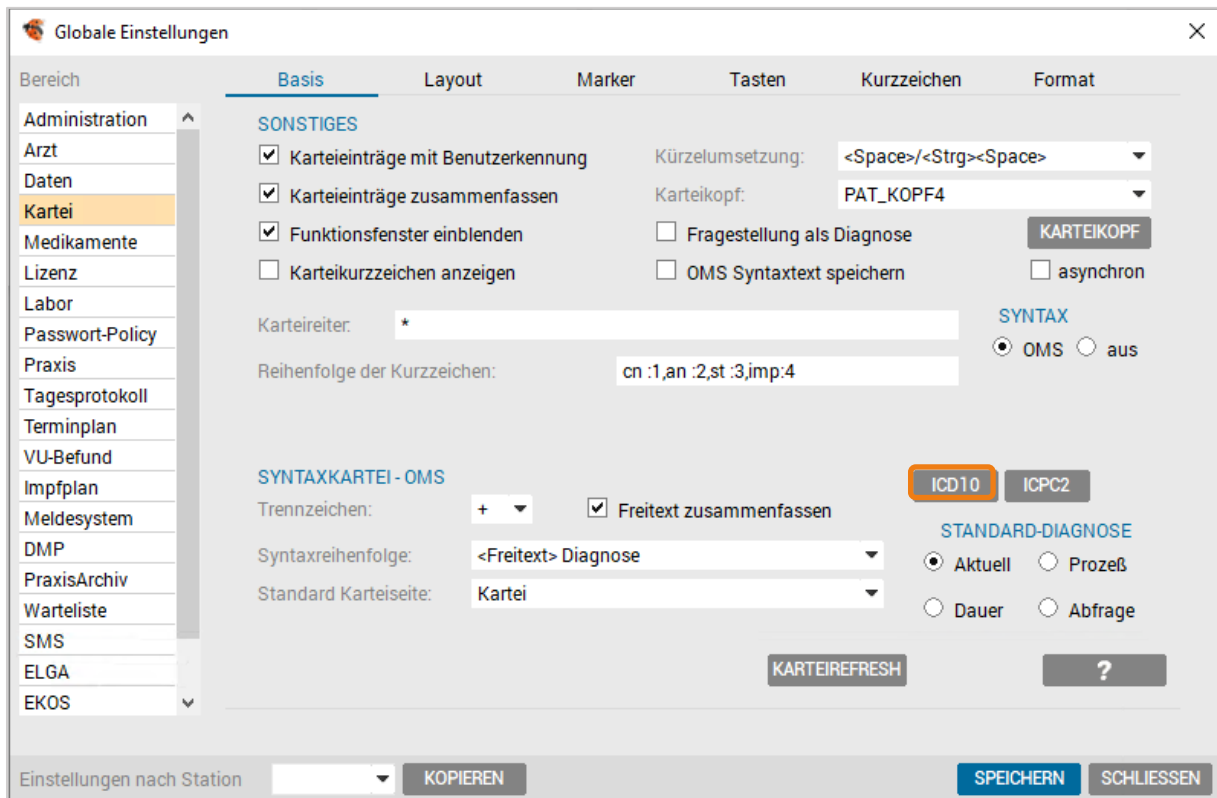 Globale Einstellungen
Bereich
Administration
Arzt
Daten
Kartei
Medikamente
Lizenz
Labor
Passwort-Policy
Praxis
Tagesprotokoll
Terminplan
VU-Befund
Impfplan
Meldesystem
DMP
PraxisArchiv
Warteliste
SMS
ELGA
EKOS
Basis Layout Marker Tasten Kurzzeichen Format
SONSTIGES
Karteieinträge mit Benutzerkennung Kürzelumsetzung: <Space>/<Strg><Space>
Karteieinträge zusammenfassen Karteikopf: PAT_KOPF4
Funktionsfenster einblenden Fragestellung als Diagnose KARTEIKOPF
Karteikurzzeichen anzeigen OMS Syntaxtext speichern asynchron
Karteireiter: *
SYNTAX
OMS aus
Reihenfolge der Kurzzeichen: cn :1,an :2,st :3,imp:4
SYNTAXKARTEI - OMS
ICD10 ICPC2
Trennzeichen: + Freitext zusammenfassen
STANDARD-DIAGNOSE
Syntaxreihenfolge: <Freitext> Diagnose
Aktuell Prozeß
Standard Karteiseite: Kartei
Dauer Abfrage
KARTEIREFRESH ?
Einstellungen nach Station KOPIEREN SPEICHERN SCHLIESSEN